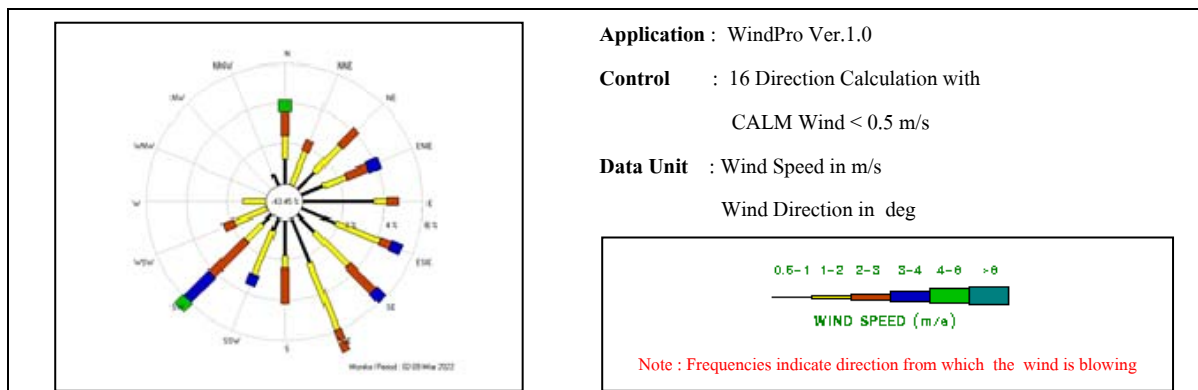 N
NNE
NE
ENE
E
ESE
SE
S
SSW
WSW
W
WNW
NNW
4 %
Application : WindPro Ver.1.0
Control : 16 Direction Calculation with
CALM Wind < 0.5 m/s
Data Unit : Wind Speed in m/s
Wind Direction in deg
0.5-1 1-2 2-3 3-4 4-6 >6
WIND SPEED (m/s)
Note : Frequencies indicate direction from which the wind is blowing